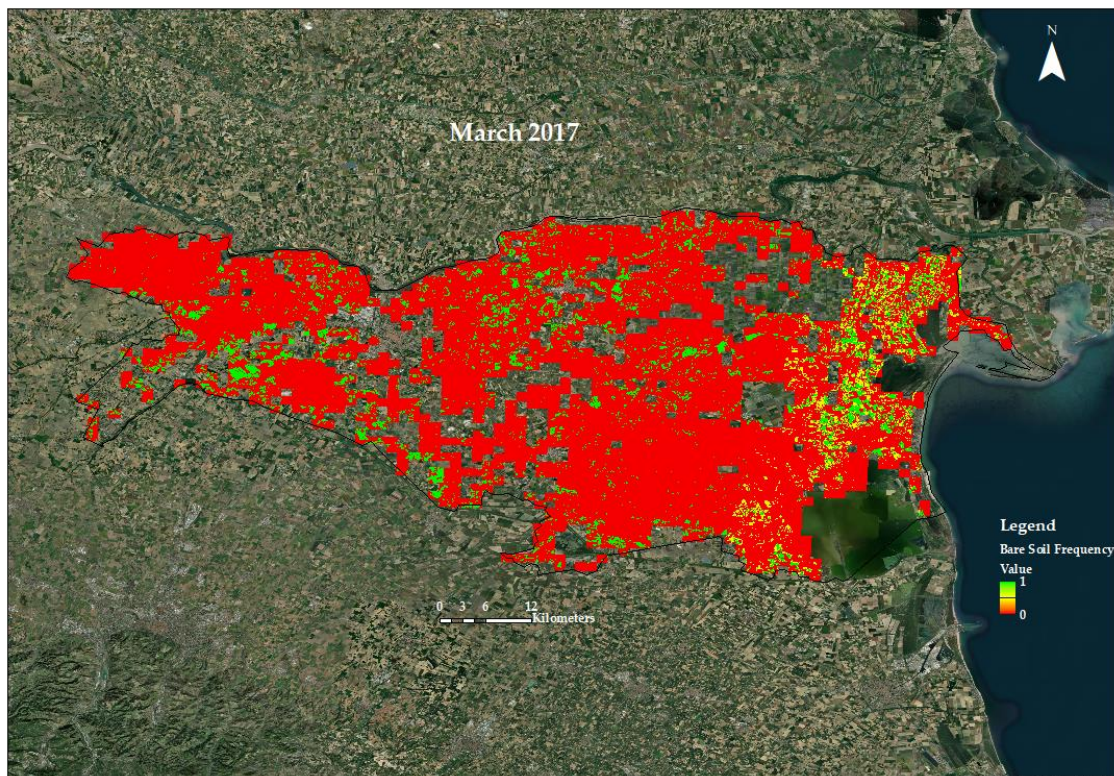 N
March 2017
Legend
Bare Soil Frequency
Value
1
0
0 3 6 12
Kilometers